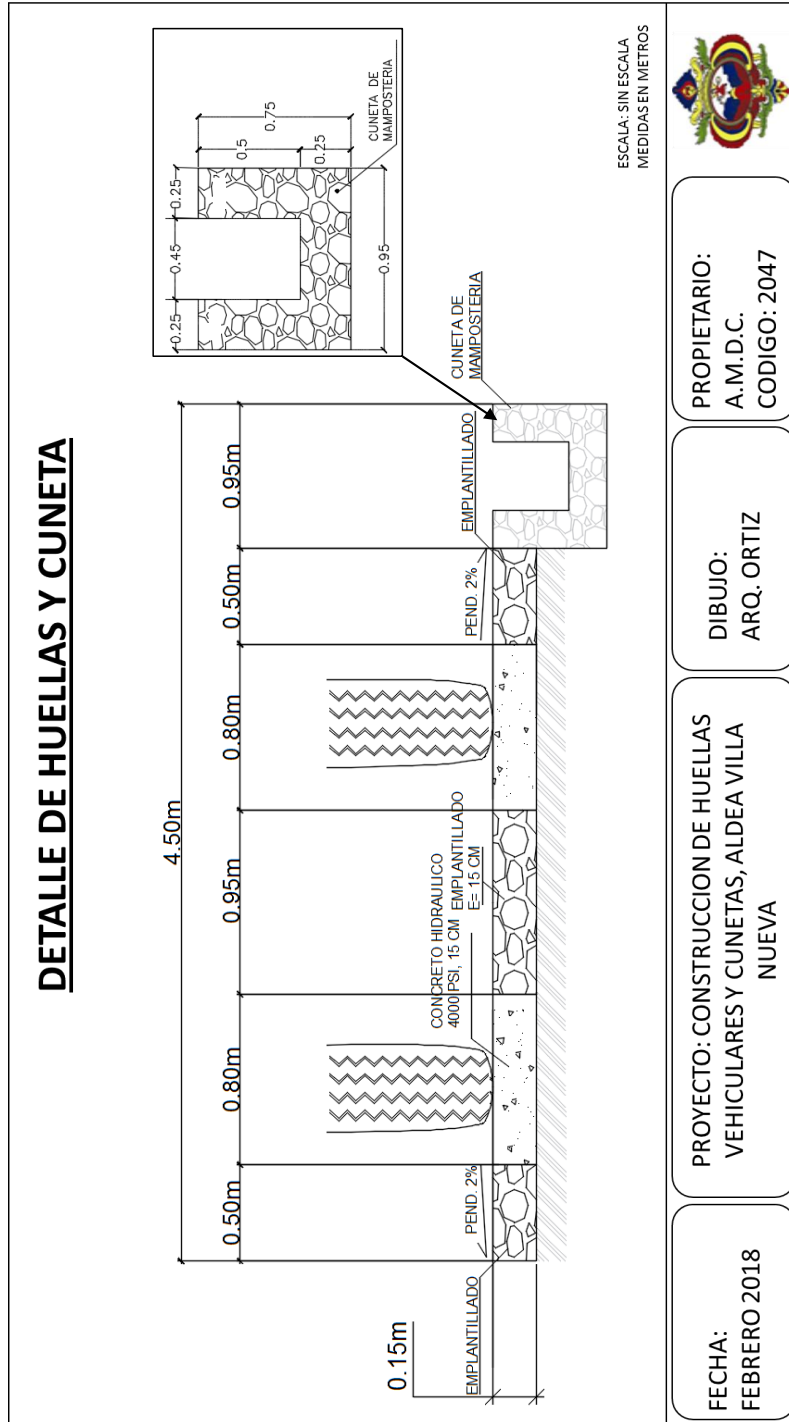 DETALLE DE HUELLAS Y CUNETA
4.50m
0.50m
0.80m
0.95m
0.80m
0.50m
0.95m
0.15m
EMPLANTILLADO
PEND. 2%
CONCRETO HIDRAULICO
4000 PSI, 15 CM
EMPLANTILLADO
E= 15 CM
PEND. 2%
EMPLANTILLADO
CUNETA DE
MAMPOSTERIA
0.25
0.45
0.25
0.5
0.25
0.75
0.95
CUNETA DE
MAMPOSTERIA
ESCALA: SIN ESCALA
MEDIDAS EN METROS
FECHA:
FEBRERO 2018
PROYECTO: CONSTRUCCION DE HUELLAS
VEHICULARES Y CUNETAS, ALDEA VILLA
NUEVA
DIBUJO:
ARQ. ORTIZ
PROPIETARIO:
A.M.D.C.
CODIGO: 2047